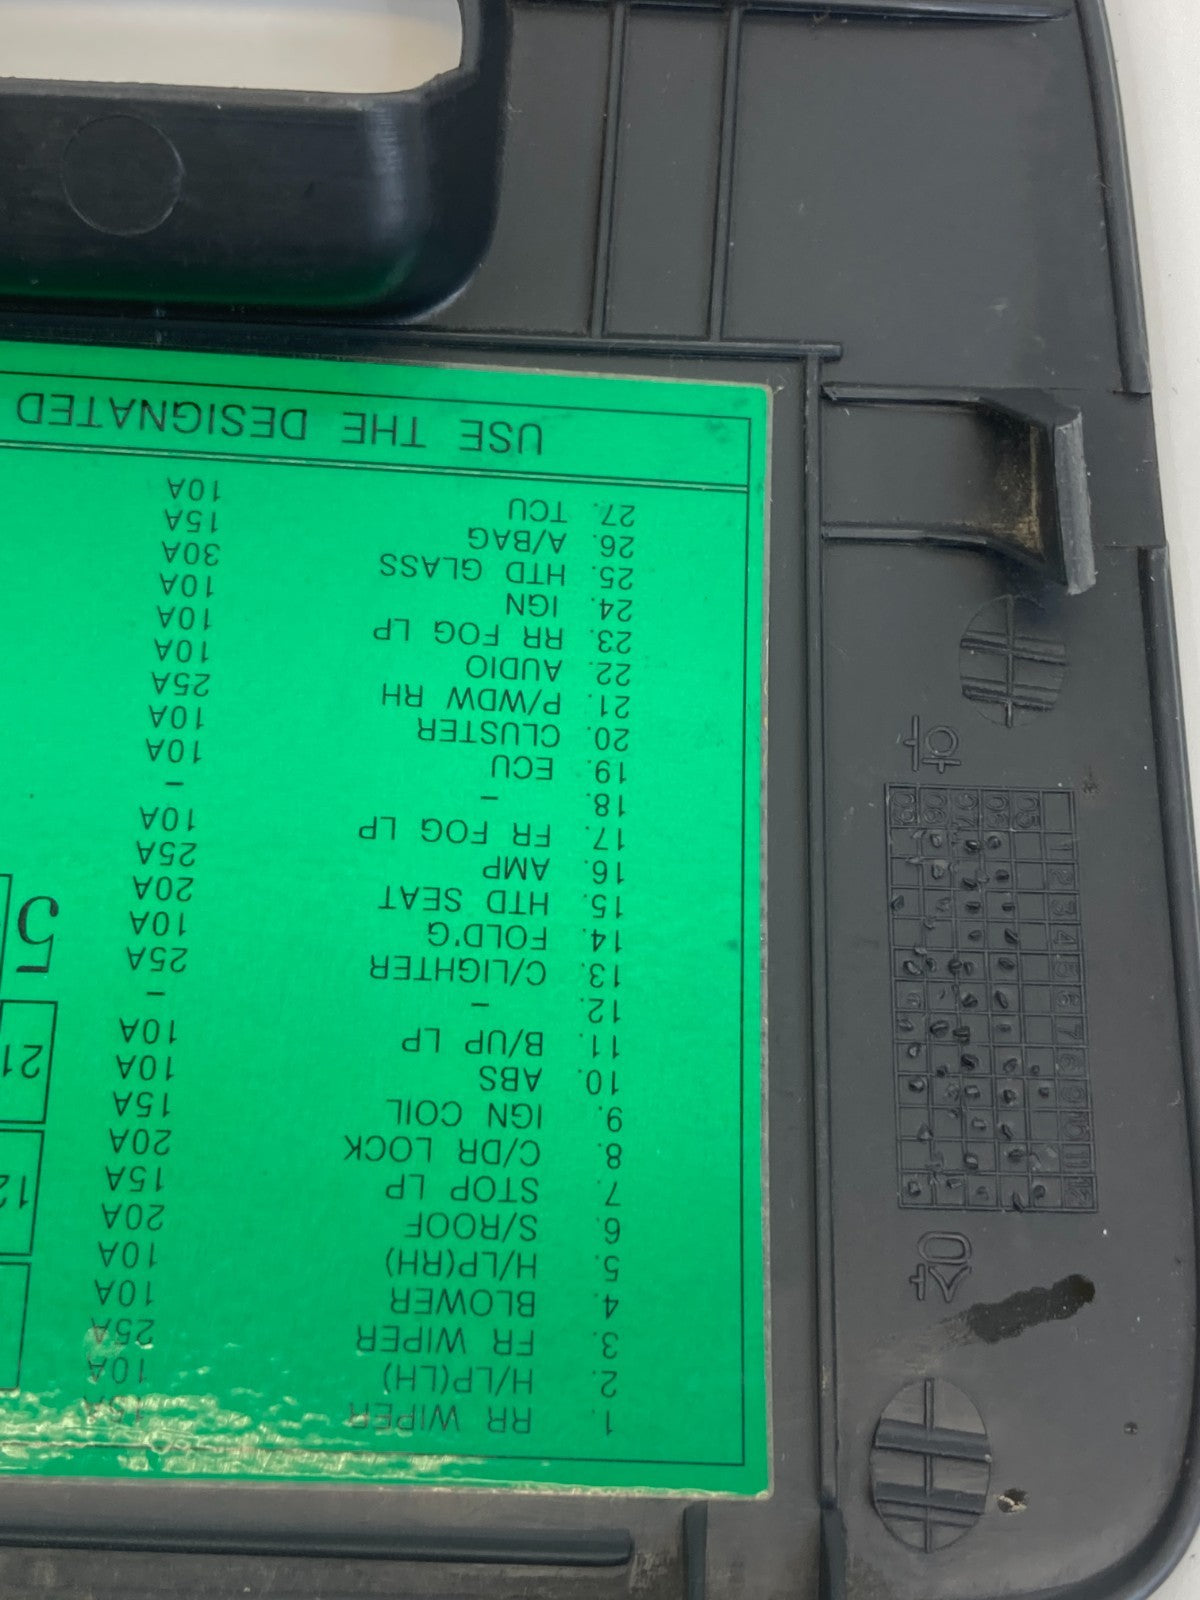 1. RR WIPER 15A
2. H/LP(LH) 10A
3. FR WIPER 25A
4. BLOWER 10A
5. H/LP(RH) 10A
6. S/ROOF 20A
7. STOP LP 15A
8. C/DR LOCK 20A
9. IGN COIL 15A
10. ABS 10A
11. B/UP LP 10A
12. - -
13. C/LIGHTER 25A
14. FOLD'G 10A
15. HTD SEAT 20A
16. AMP 25A
17. FR FOG LP 10A
18. - -
19. ECU 10A
20. CLUSTER 10A
21. P/WDW RH 25A
22. AUDIO 10A
23. RR FOG LP 10A
24. IGN 10A
25. HTD GLASS 30A
26. A/BAG 15A
27. TCU 10A
USE THE DESIGNATED
12
21
5